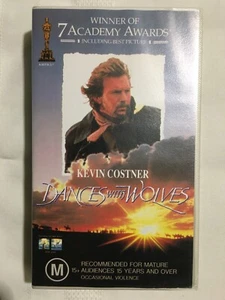 WINNER OF
7 ACADEMY AWARDS
INCLUDING BEST PICTURE
KEVIN COSTNER
DANCES WITH WOLVES
M
RECOMMENDED FOR MATURE
15+ AUDIENCES 15 YEARS AND OVER
OCCASIONAL VIOLENCE